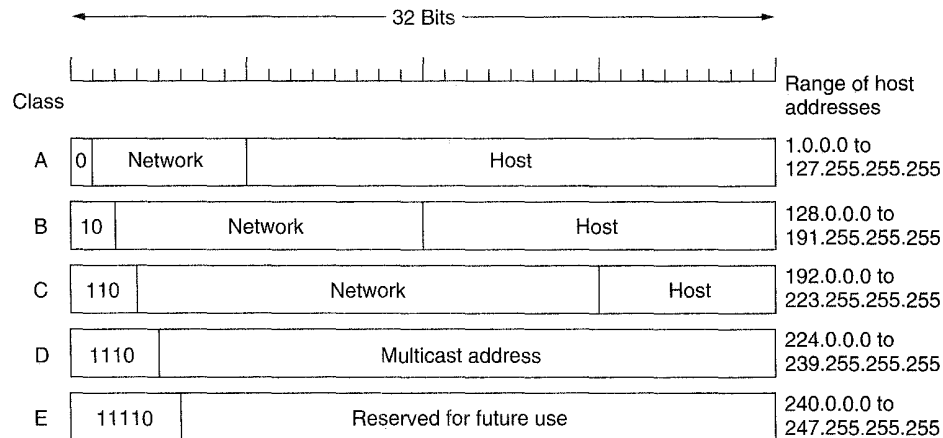 32 Bits
Class
Range of host
addresses
A
0
Network
Host
1.0.0.0 to
127.255.255.255
B
10
Network
Host
128.0.0.0 to
191.255.255.255
C
110
Network
Host
192.0.0.0 to
223.255.255.255
D
1110
Multicast address
224.0.0.0 to
239.255.255.255
E
11110
Reserved for future use
240.0.0.0 to
247.255.255.255